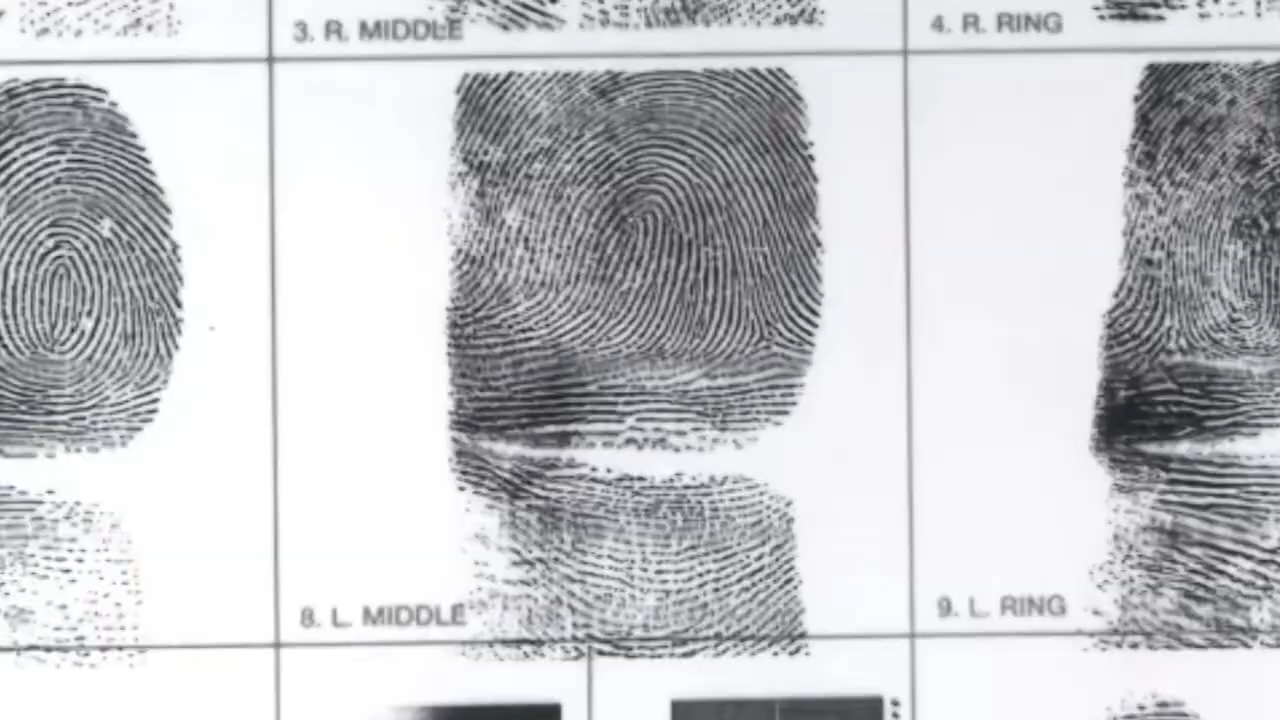 3. R. MIDDLE
4. R. RING
8. L. MIDDLE
9. L. RING